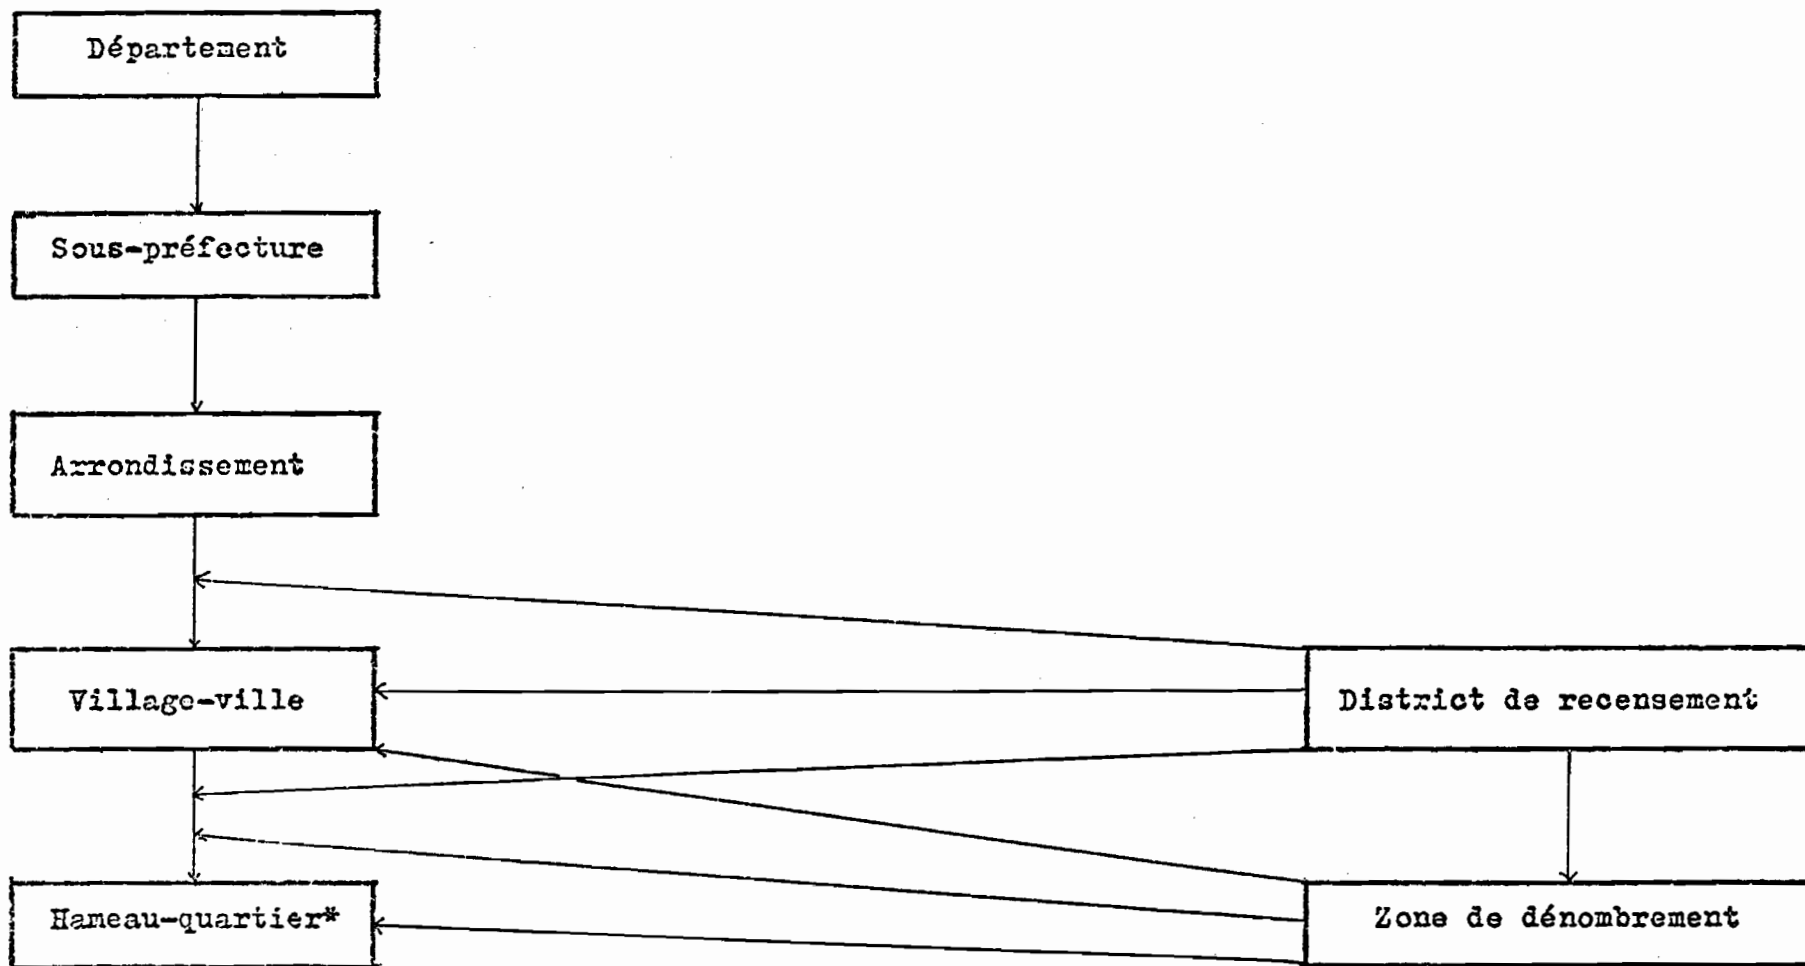 Département
Sous-préfecture
Arrondissement
Village-ville
District de recensement
Hameau-quartier*
Zone de dénombrement